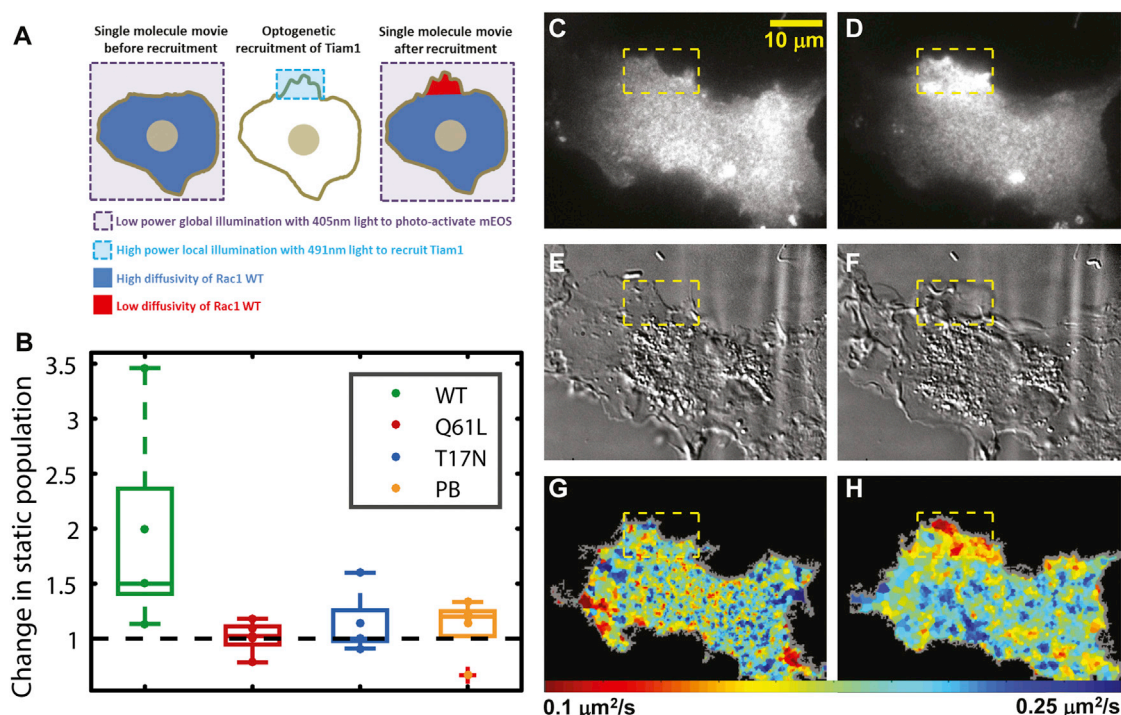 A
Single molecule movie
before recruitment
Optogenetic
recruitment of Tiam1
Single molecule movie
after recruitment
Low power global illumination with 405nm light to photo-activate mEOS
High power local illumination with 491nm light to recruit Tiam1
High diffusivity of Rac1 WT
Low diffusivity of Rac1 WT
B
Change in static population
3.5
3
2.5
2
1.5
1
WT
Q61L
T17N
PB
C
10 μm
D
E
F
G
H
0.1 μm²/s
0.25 μm²/s